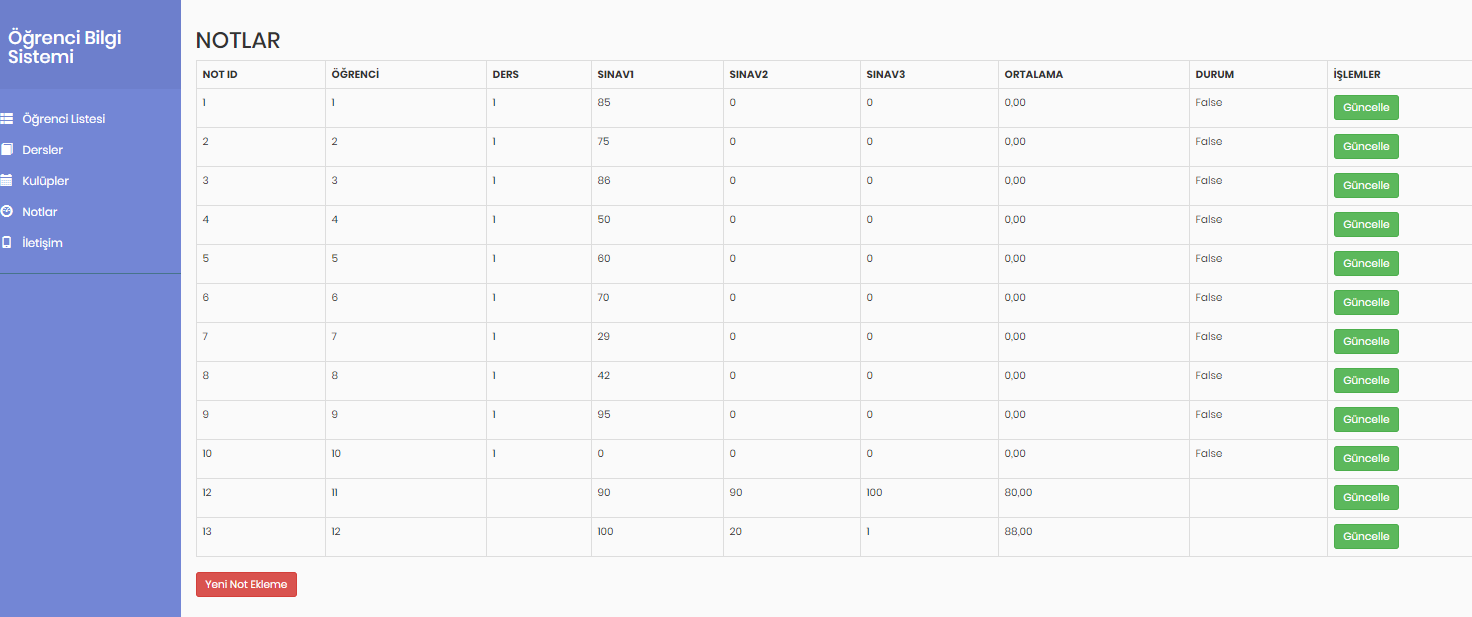 Öğrenci Bilgi
Sistemi
Öğrenci Listesi
Dersler
Kulüpler
Notlar
İletişim
NOTLAR
NOT ID ÖĞRENCİ DERS SINAV1 SINAV2 SINAV3 ORTALAMA DURUM İŞLEMLER
1 1 1 85 0 0 0,00 False Güncelle
2 2 1 75 0 0 0,00 False Güncelle
3 3 1 86 0 0 0,00 False Güncelle
4 4 1 50 0 0 0,00 False Güncelle
5 5 1 60 0 0 0,00 False Güncelle
6 6 1 70 0 0 0,00 False Güncelle
7 7 1 29 0 0 0,00 False Güncelle
8 8 1 42 0 0 0,00 False Güncelle
9 9 1 95 0 0 0,00 False Güncelle
10 10 1 0 0 0 0,00 False Güncelle
12 11 90 90 100 80,00 Güncelle
13 12 100 20 1 88,00 Güncelle
Yeni Not Ekleme